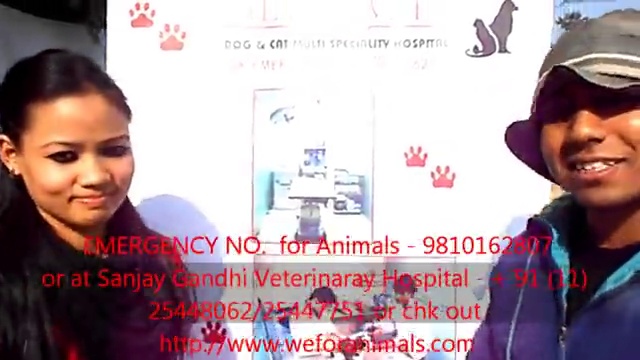 DOG & CAT MULTI SPECIALITY HOSPITAL
EMERGENCY NO.  for Animals - 9810162807
or at Sanjay Gandhi Veterinaray Hospital - + 91 (11)
25448062/25447751 or chk out
http://www.weforanimals.com